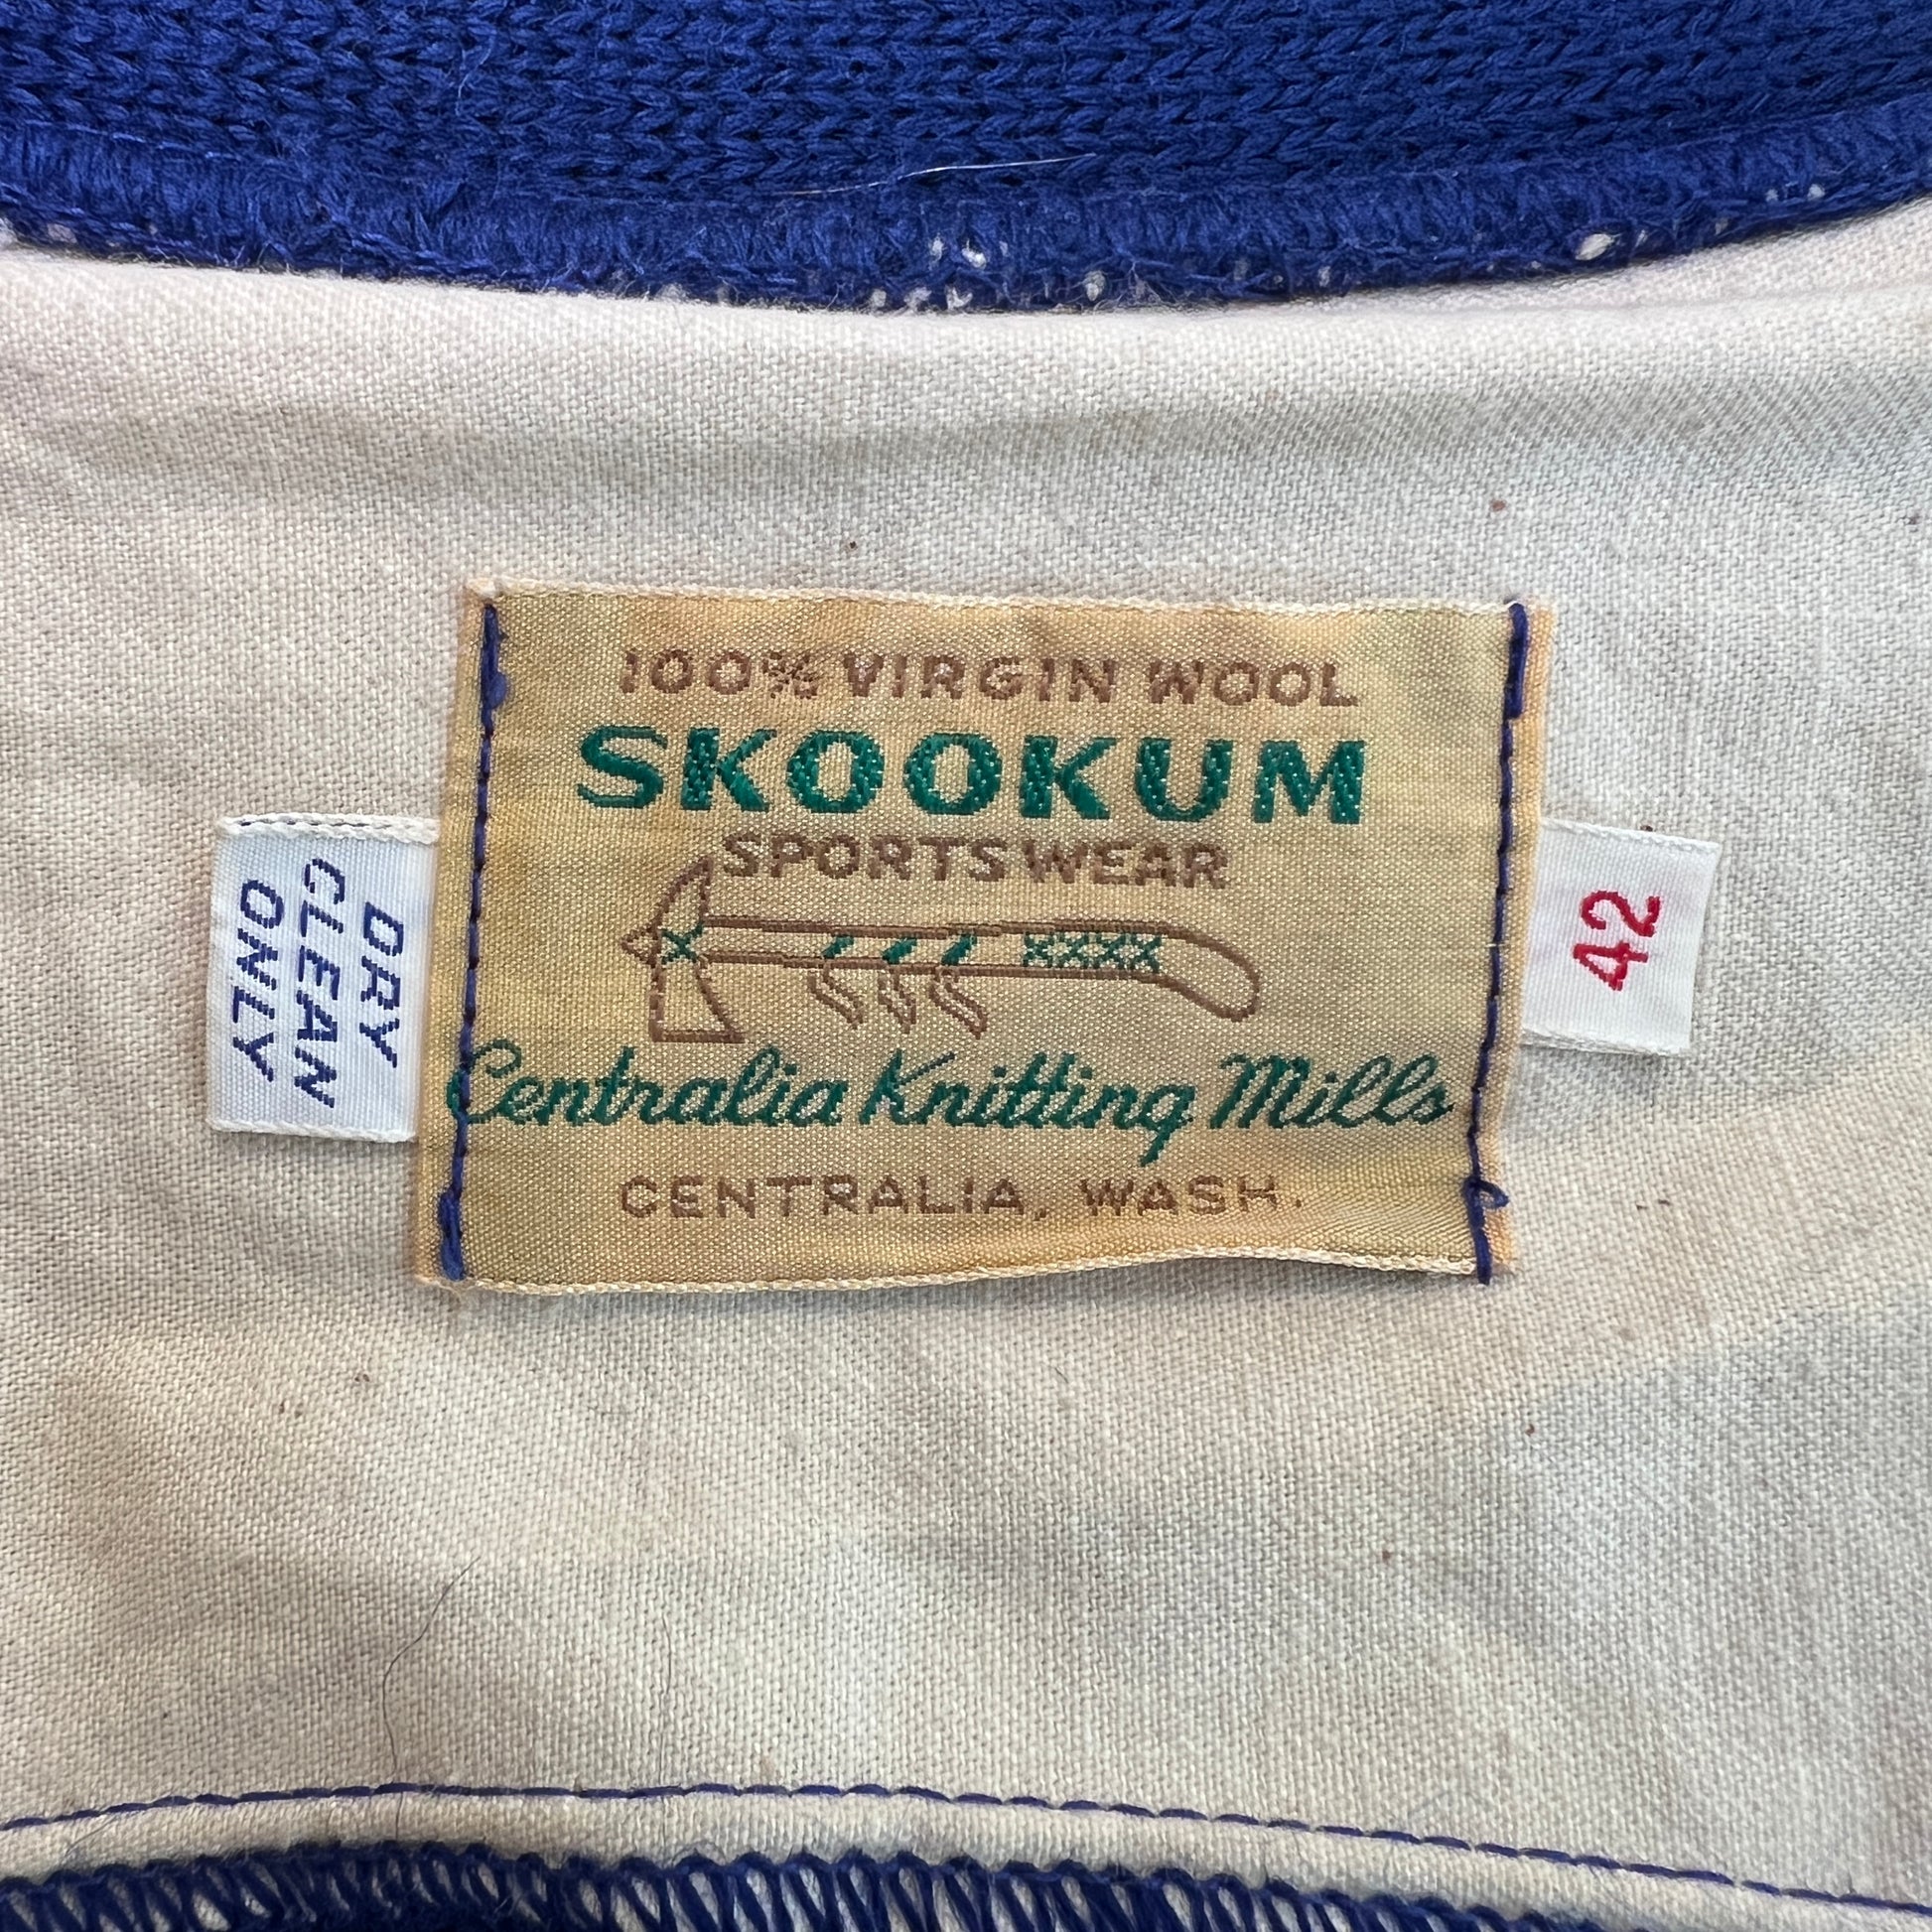 100% VIRGIN WOOL
SKOOKUM
SPORTSWEAR
Centralia Knitting Mills
CENTRALIA, WASH.
DRY
CLEAN
ONLY
42